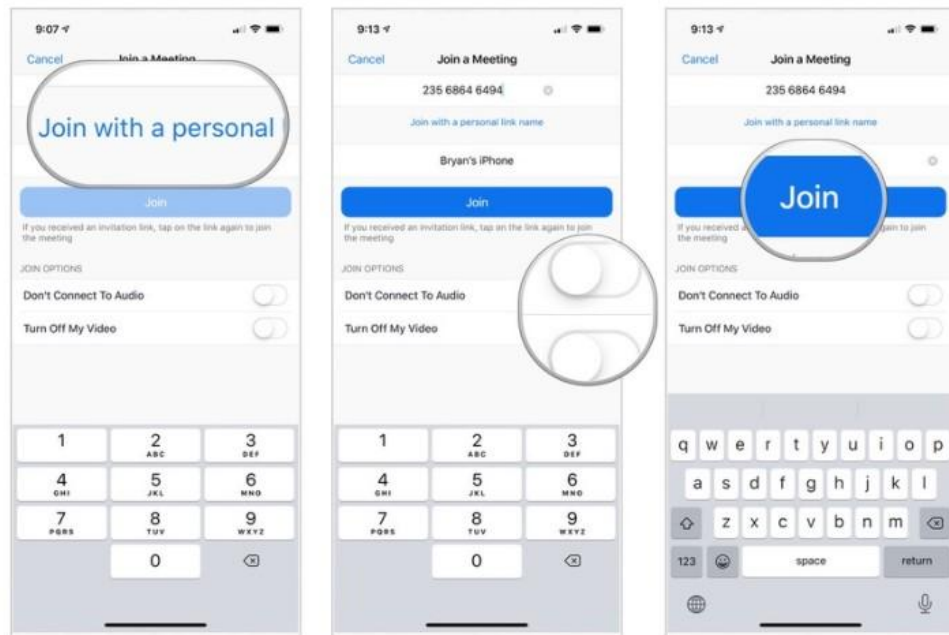 9:07
Cancel
Join a Meeting
Join with a personal
Join
If you received an invitation link, tap on the link again to join
the meeting
JOIN OPTIONS
Don't Connect To Audio
Turn Off My Video
1
2
ABC
3
DEF
4
GHI
5
JKL
6
MNO
7
PQRS
8
TUV
9
WXYZ
0
9:13
Cancel
Join a Meeting
235 6864 6494
Join with a personal link name
Bryan's iPhone
Join
If you received an invitation link, tap on the link again to join
the meeting
JOIN OPTIONS
Don't Connect To Audio
Turn Off My Video
1
2
ABC
3
DEF
4
GHI
5
JKL
6
MNO
7
PQRS
8
TUV
9
WXYZ
0
9:13
Cancel
Join a Meeting
235 6864 6494
Join with a personal link name
Join
If you received a
gain to join
the meeting
JOIN OPTIONS
Don't Connect To Audio
Turn Off My Video
q w e r t y u i o p
a s d f g h j k l
z x c v b n m
123 space return